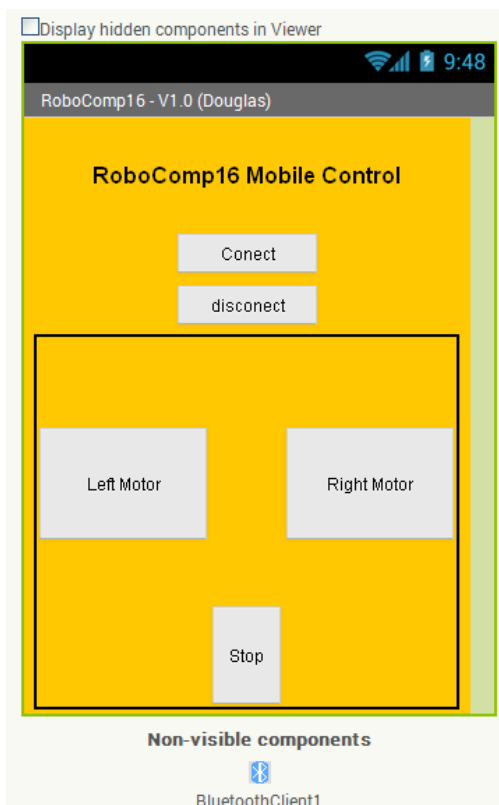 Display hidden components in Viewer
9:48
RoboComp16 - V1.0 (Douglas)
RoboComp16 Mobile Control
Conect
disconect
Left Motor Right Motor
Stop
Non-visible components
BluetoothClient1